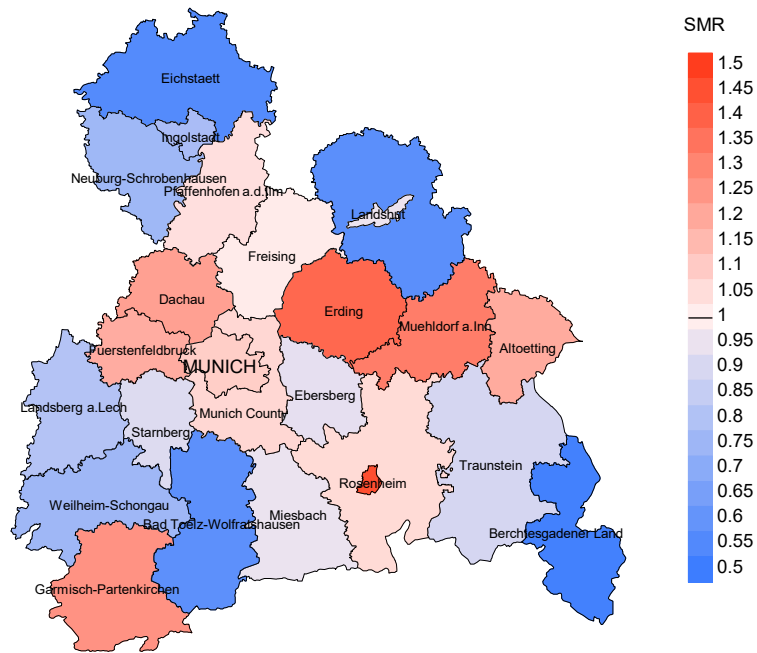 SMR
Eichstaett
1.5
1.45
1.4
Ingolstadt
1.35
1.3
Neuburg-Schrobenhausen
Pfaffenhofen a.d.Ilm
1.25
Landshut
1.2
1.15
Freising
1.1
1.05
Dachau
Erding
1
Muehldorf a.Inn
0.95
Fuerstenfeldbruck
Altoetting
MUNICH
0.9
Ebersberg
0.85
Landsberg a.Lech
Munich County
0.8
Starnberg
0.75
Traunstein
0.7
Rosenheim
0.65
Weilheim-Schongau
Miesbach
0.6
Bad Toelz-Wolfratshausen
Berchtesgadener Land
0.55
0.5
Garmisch-Partenkirchen